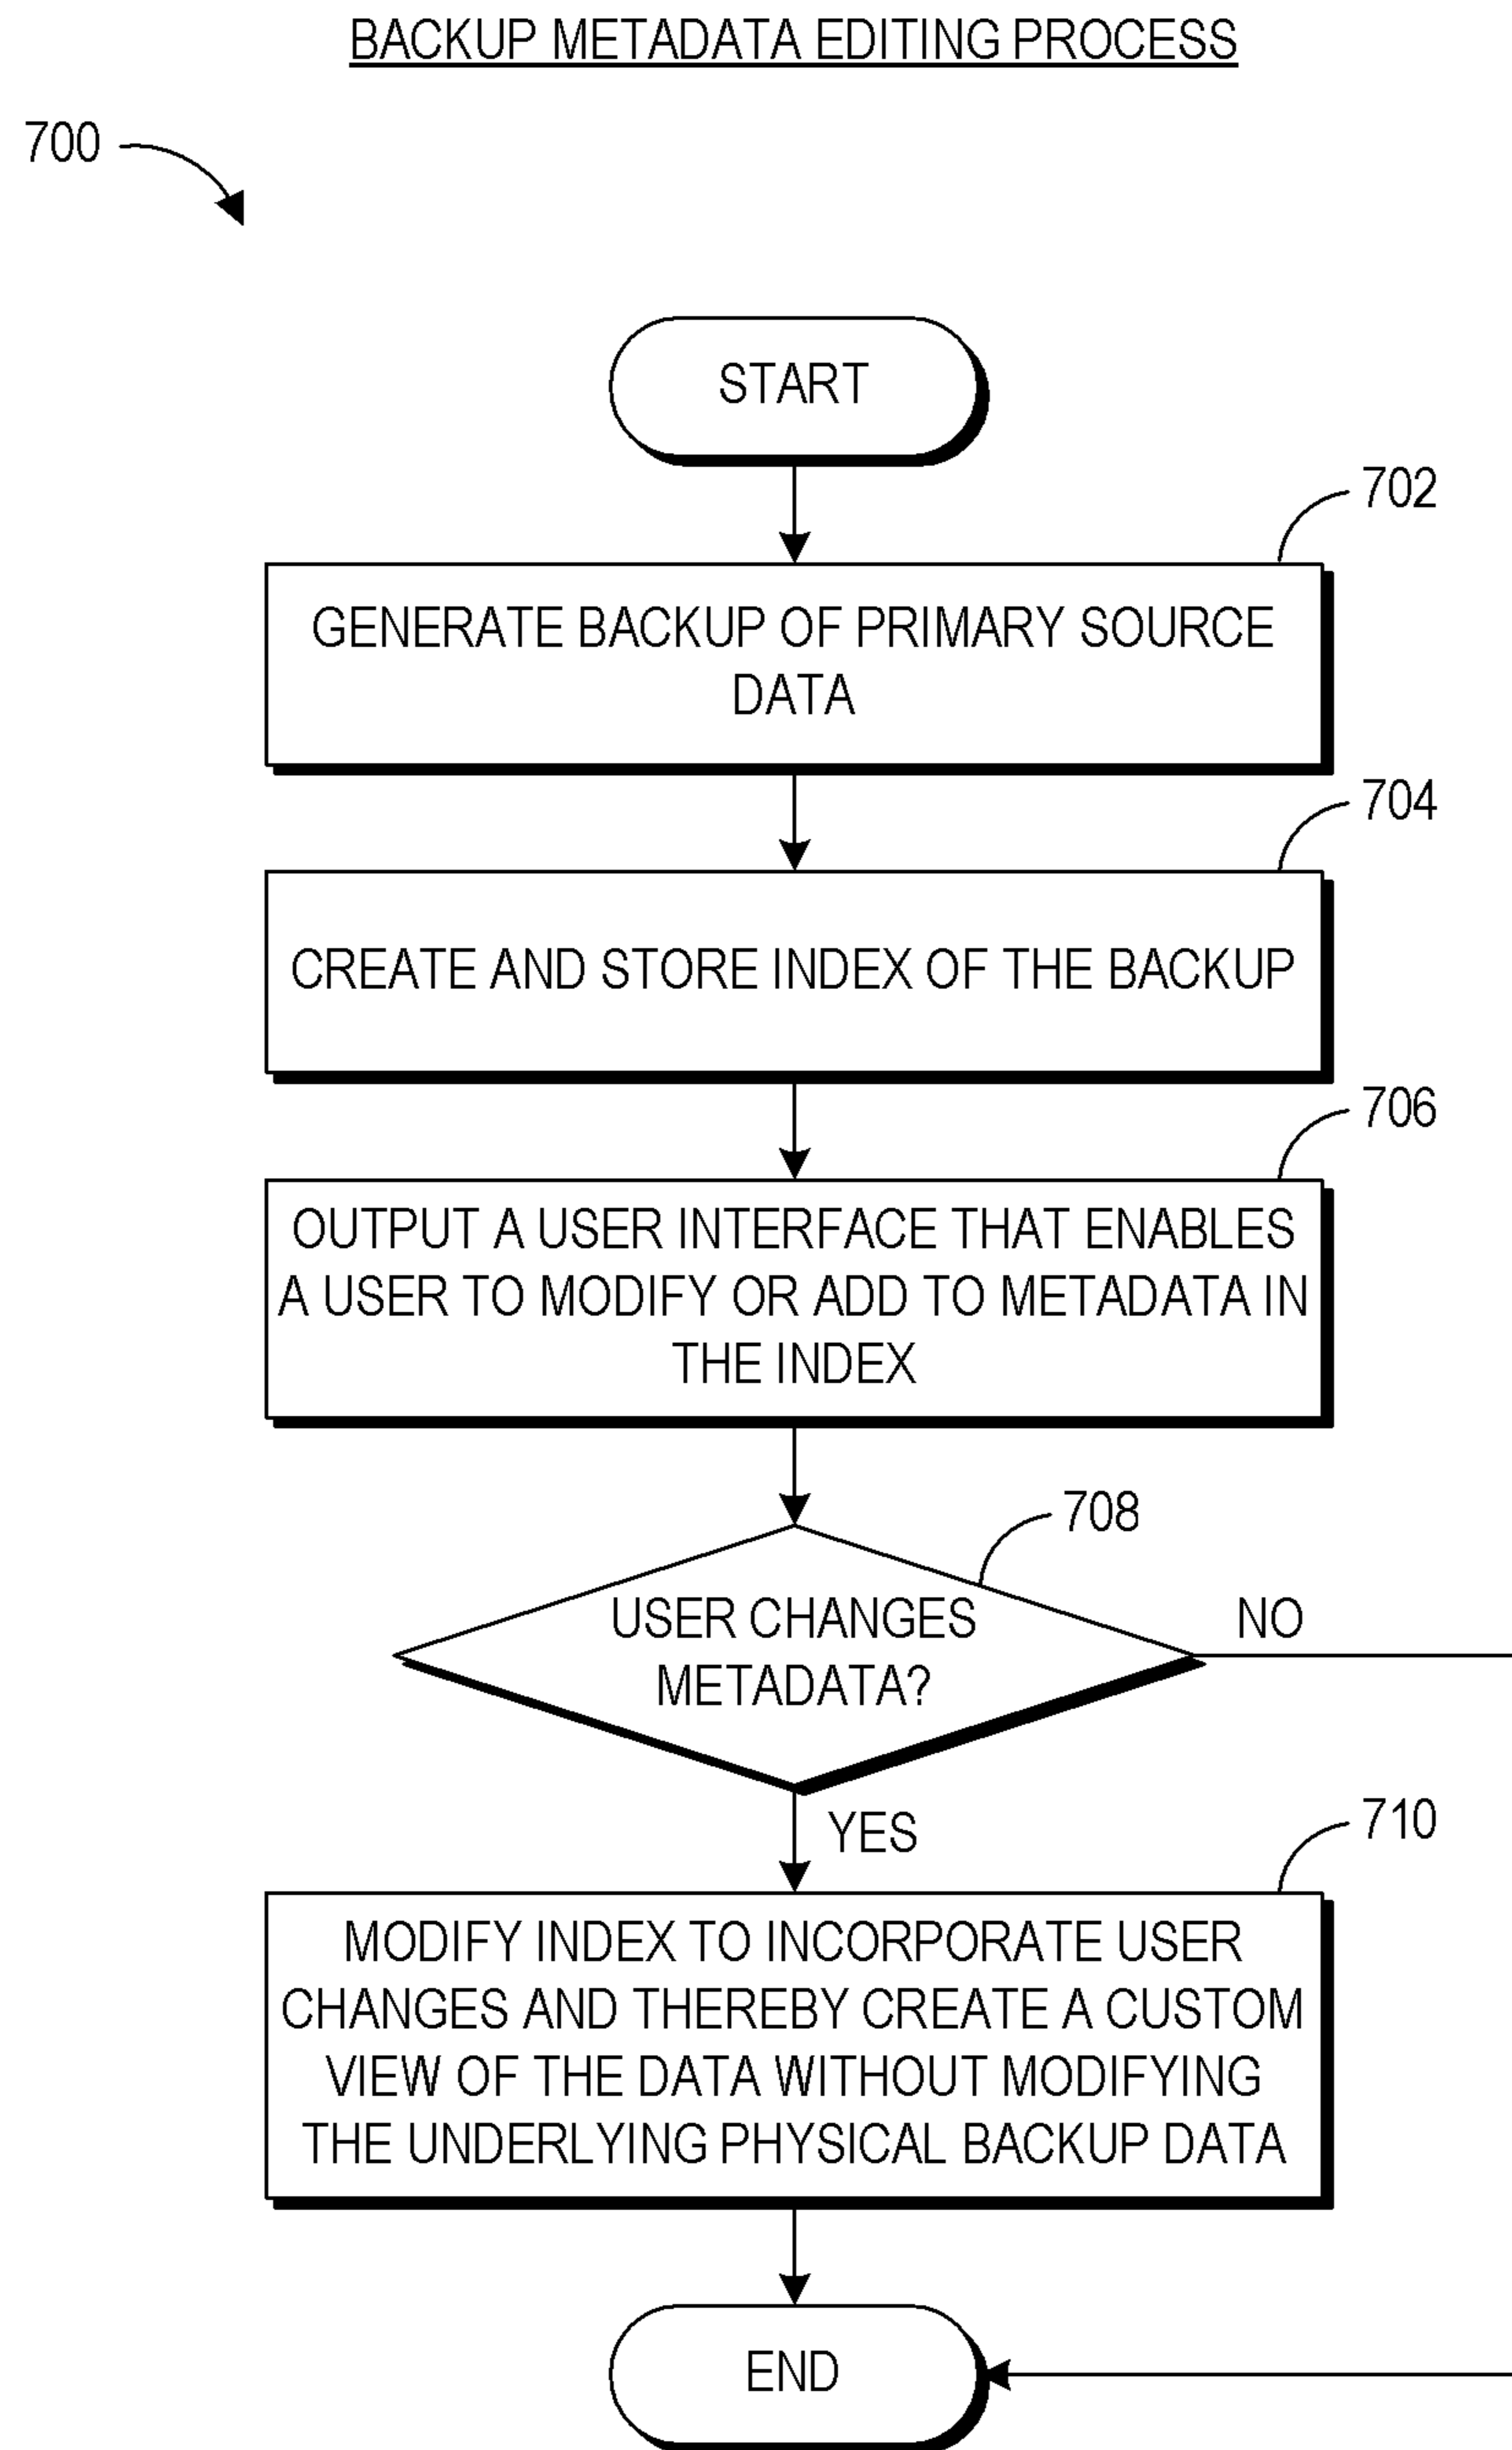 BACKUP METADATA EDITING PROCESS
700
START
702
GENERATE BACKUP OF PRIMARY SOURCE
DATA
704
CREATE AND STORE INDEX OF THE BACKUP
706
OUTPUT A USER INTERFACE THAT ENABLES
A USER TO MODIFY OR ADD TO METADATA IN
THE INDEX
708
USER CHANGES
METADATA?
NO
YES
710
MODIFY INDEX TO INCORPORATE USER
CHANGES AND THEREBY CREATE A CUSTOM
VIEW OF THE DATA WITHOUT MODIFYING
THE UNDERLYING PHYSICAL BACKUP DATA
END